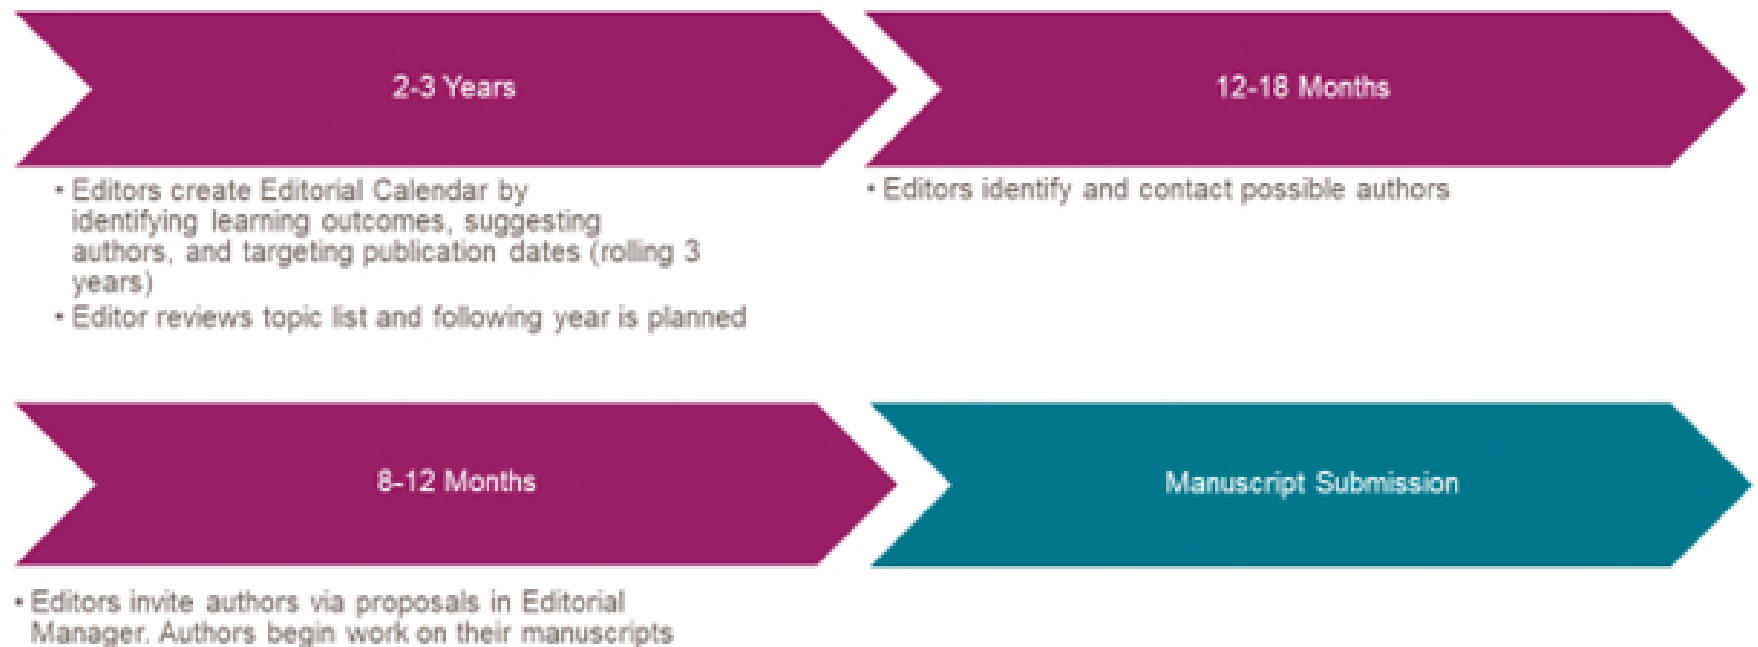 2-3 Years
12-18 Months
• Editors create Editorial Calendar by
identifying learning outcomes, suggesting
authors, and targeting publication dates (rolling 3
years)
• Editor reviews topic list and following year is planned
• Editors identify and contact possible authors
8-12 Months
Manuscript Submission
• Editors invite authors via proposals in Editorial
Manager. Authors begin work on their manuscripts